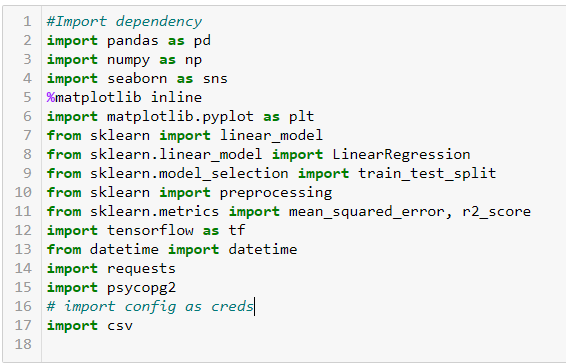 1 #Import dependency
2 import pandas as pd
3 import numpy as np
4 import seaborn as sns
5 %matplotlib inline
6 import matplotlib.pyplot as plt
7 from sklearn import linear_model
8 from sklearn.linear_model import LinearRegression
9 from sklearn.model_selection import train_test_split
10 from sklearn import preprocessing
11 from sklearn.metrics import mean_squared_error, r2_score
12 import tensorflow as tf
13 from datetime import datetime
14 import requests
15 import psycopg2
16 # import config as creds
17 import csv
18